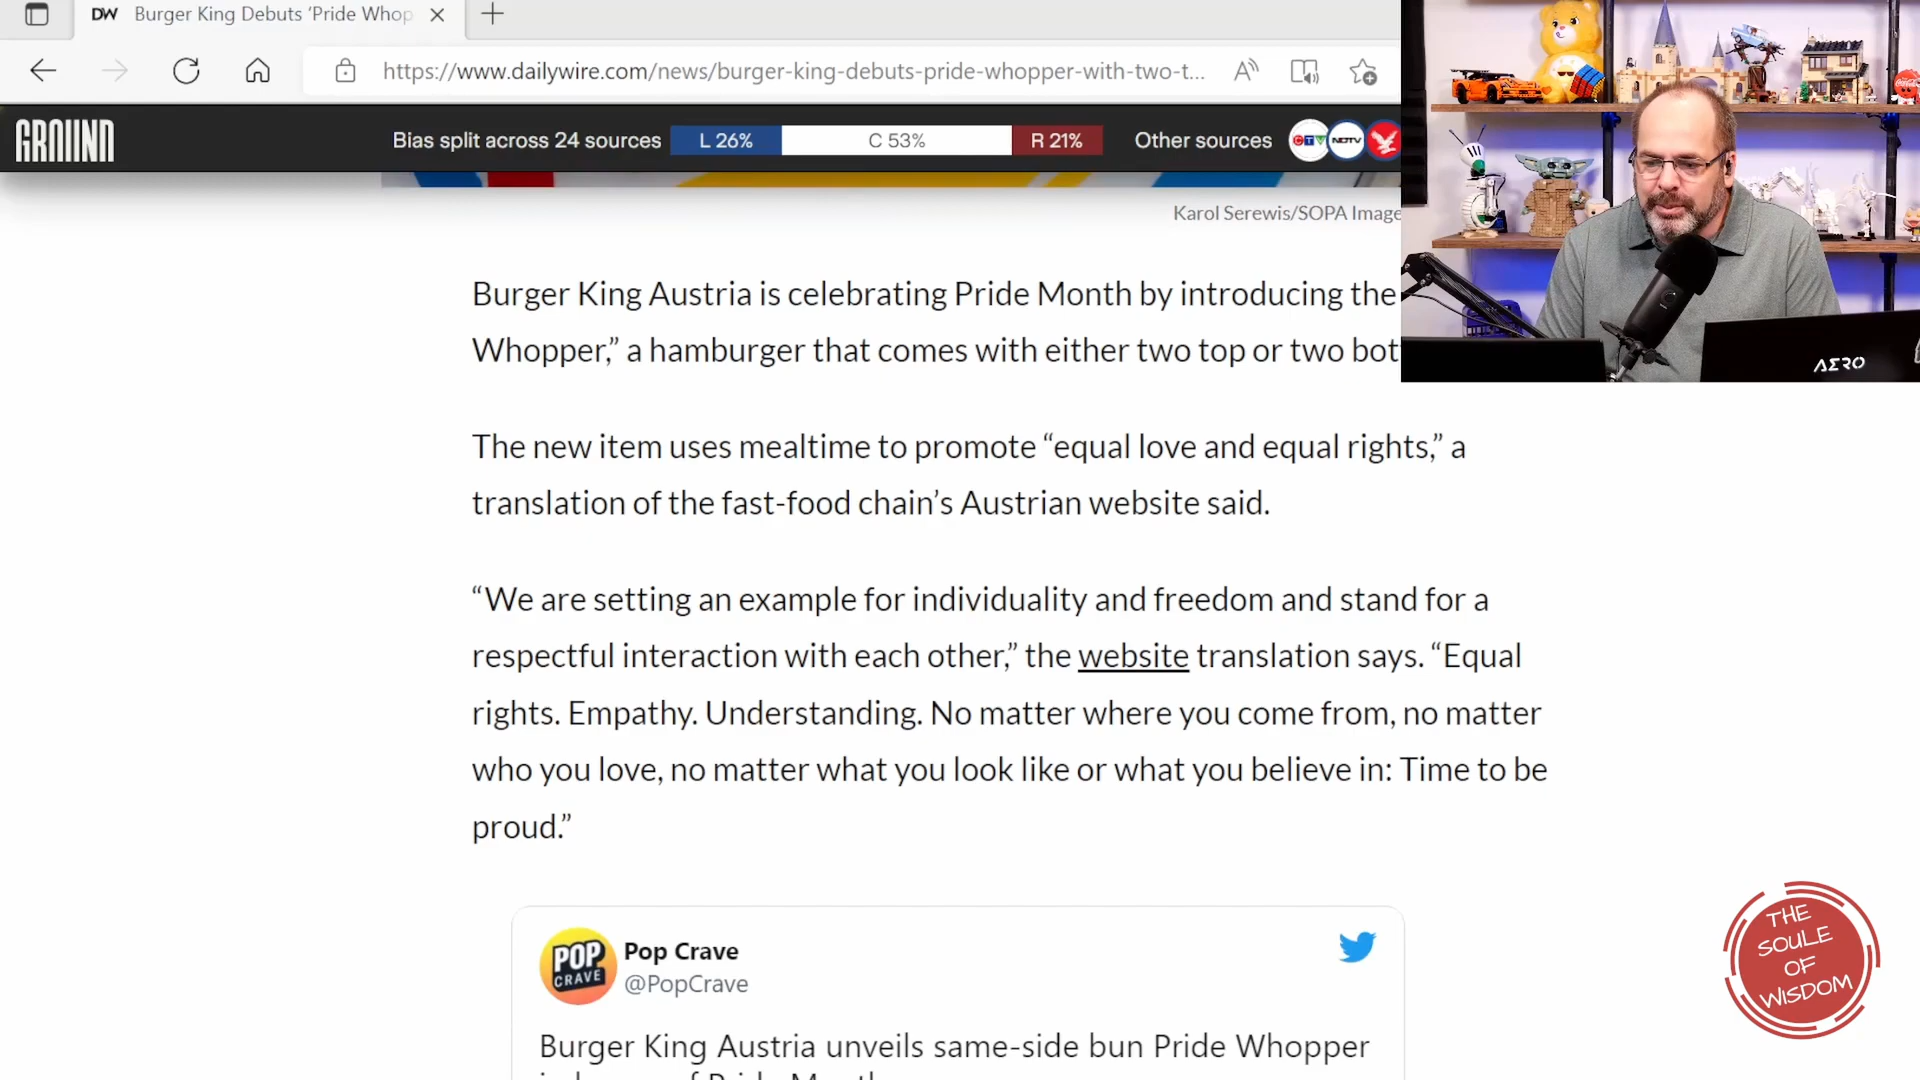 DW Burger King Debuts ‘Pride Whop
https://www.dailywire.com/news/burger-king-debuts-pride-whopper-with-two-t...
GROUND
Bias split across 24 sources L 26% C 53% R 21% Other sources CTV NDTV
Karol Serewis/SOPA Image
Burger King Austria is celebrating Pride Month by introducing the
Whopper,” a hamburger that comes with either two top or two bot
AERO
The new item uses mealtime to promote “equal love and equal rights,” a
translation of the fast-food chain’s Austrian website said.
“We are setting an example for individuality and freedom and stand for a
respectful interaction with each other,” the website translation says. “Equal
rights. Empathy. Understanding. No matter where you come from, no matter
who you love, no matter what you look like or what you believe in: Time to be
proud.”
POP
CRAVE
Pop Crave
@PopCrave
Burger King Austria unveils same-side bun Pride Whopper
THE
SOULE
OF
WISDOM